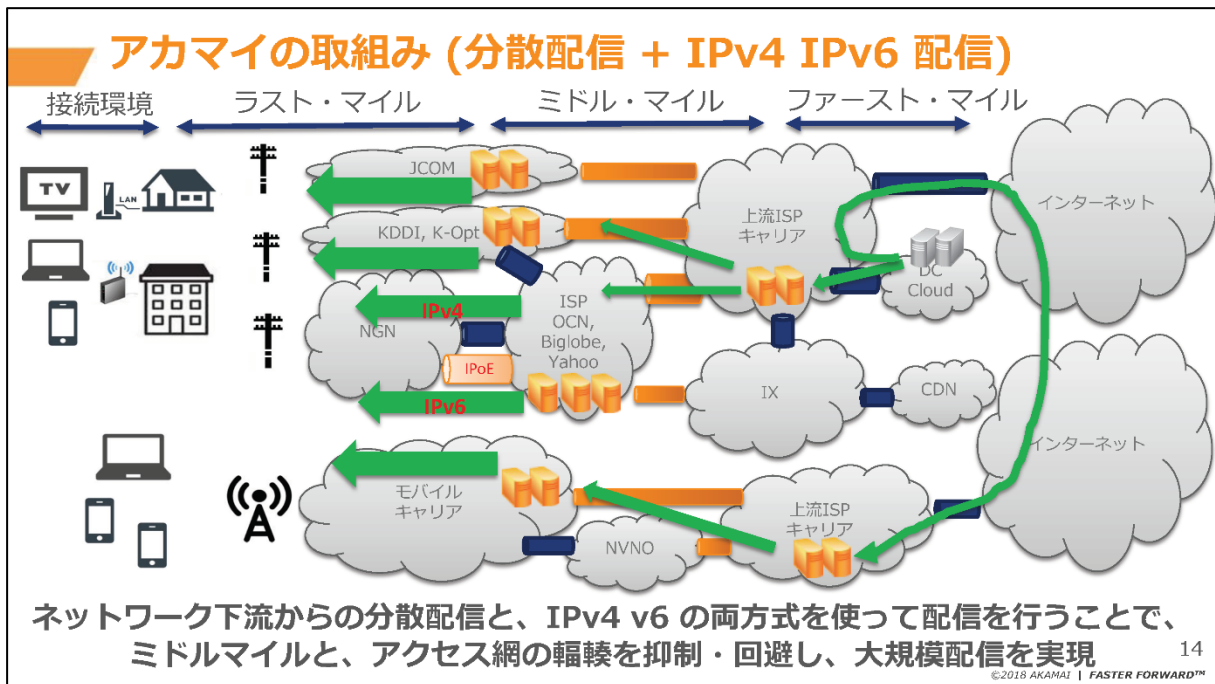 アカマイの取組み (分散配信 + IPv4 IPv6 配信)
接続環境
ラスト・マイル
ミドル・マイル
ファースト・マイル
TV
LAN
JCOM
KDDI, K-Opt
上流ISP
キャリア
インターネット
DC
Cloud
NGN
IPv4
IPoE
IPv6
ISP
OCN,
Biglobe,
Yahoo
IX
CDN
インターネット
モバイル
キャリア
NVNO
上流ISP
キャリア
ネットワーク下流からの分散配信と、IPv4 v6 の両方式を使って配信を行うことで、
ミドルマイルと、アクセス網の輻輳を抑制・回避し、大規模配信を実現
14
©2018 AKAMAI | FASTER FORWARD™